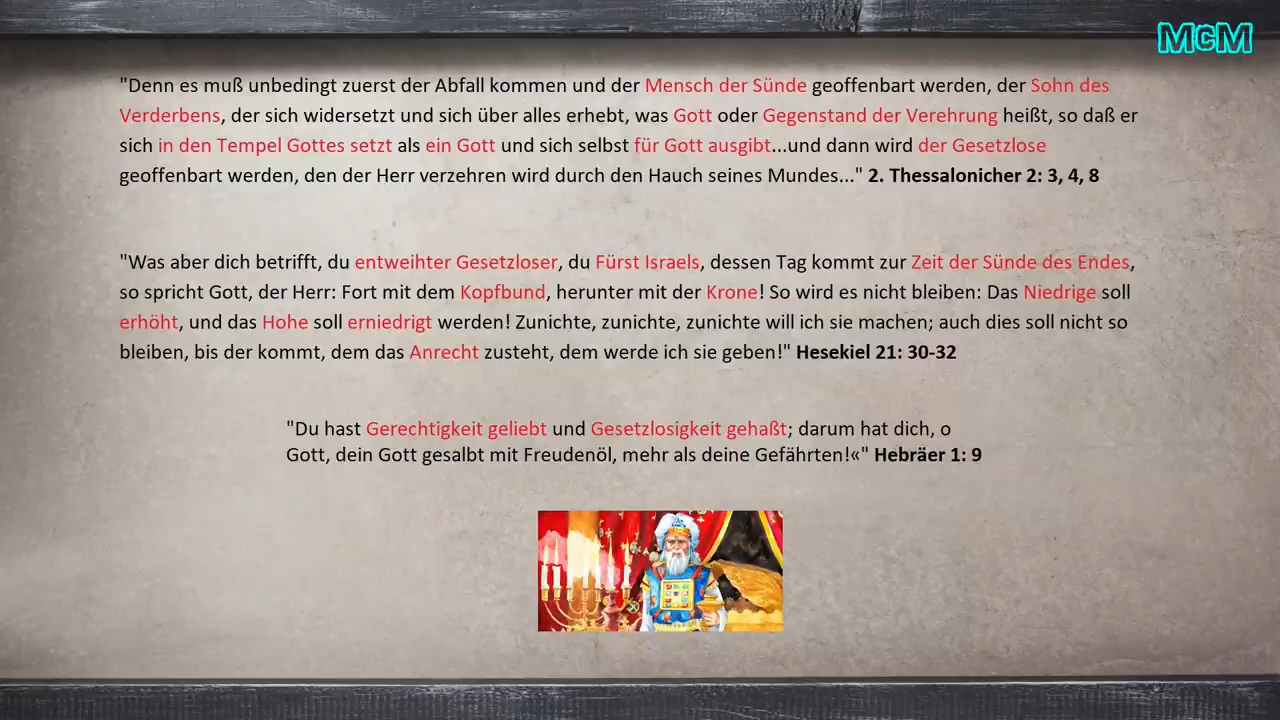 McM
"Denn es muß unbedingt zuerst der Abfall kommen und der Mensch der Sünde geoffenbart werden, der Sohn des
Verderbens, der sich widersetzt und sich über alles erhebt, was Gott oder Gegenstand der Verehrung heißt, so daß er
sich in den Tempel Gottes setzt als ein Gott und sich selbst für Gott ausgibt...und dann wird der Gesetzlose
geoffenbart werden, den der Herr verzehren wird durch den Hauch seines Mundes..." 2. Thessalonicher 2: 3, 4, 8
"Was aber dich betrifft, du entweihter Gesetzloser, du Fürst Israels, dessen Tag kommt zur Zeit der Sünde des Endes,
so spricht Gott, der Herr: Fort mit dem Kopfbund, herunter mit der Krone! So wird es nicht bleiben: Das Niedrige soll
erhöht, und das Hohe soll erniedrigt werden! Zunichte, zunichte, zunichte will ich sie machen; auch dies soll nicht so
bleiben, bis der kommt, dem das Anrecht zusteht, dem werde ich sie geben!" Hesekiel 21: 30-32
"Du hast Gerechtigkeit geliebt und Gesetzlosigkeit gehaßt; darum hat dich, o
Gott, dein Gott gesalbt mit Freudenöl, mehr als deine Gefährten!«" Hebräer 1: 9